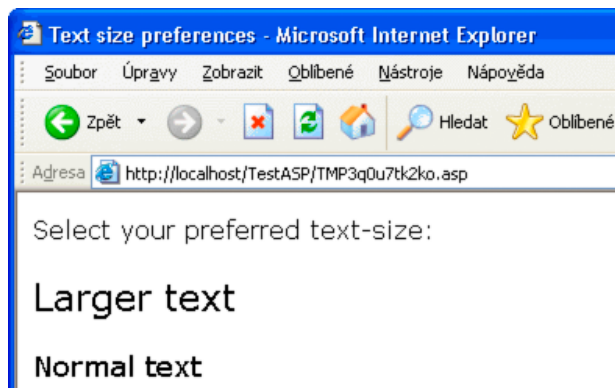 Text size preferences - Microsoft Internet Explorer
Soubor Úpravy Zobrazit Oblíbené Nástroje Nápověda
Zpět Hledat Oblíbené
Adresa http://localhost/TestASP/TMP3q0u7tk2ko.asp
Select your preferred text-size:
Larger text
Normal text